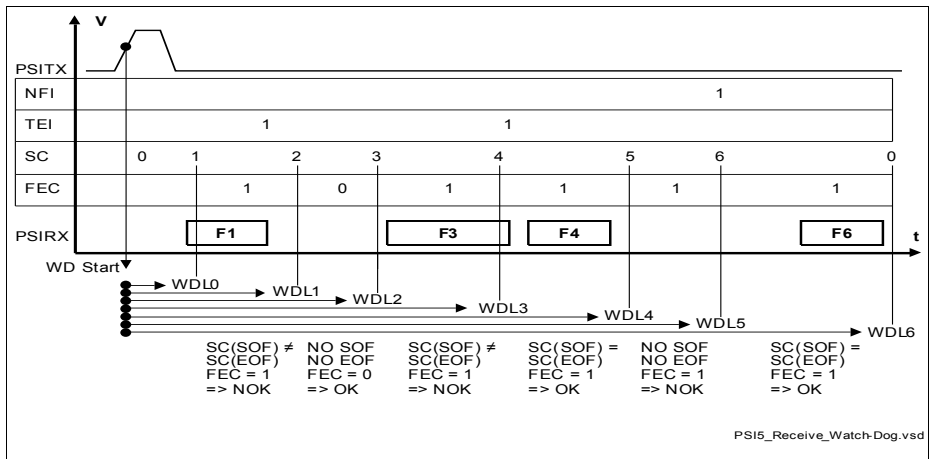 V
PSITX
NFI 1
TEI 1 1
SC 0 1 2 3 4 5 6 0
FEC 1 0 1 1 1 1
PSIRX F1 F3 F4 F6 t
WD Start
WDL0
WDL1
WDL2
WDL3
WDL4
WDL5
WDL6
SC(SOF) ≠ NO SOF SC(SOF) ≠ SC(SOF) = NO SOF SC(SOF) =
SC(EOF) NO EOF SC(EOF) SC(EOF) NO EOF SC(EOF)
FEC = 1 FEC = 0 FEC = 1 FEC = 1 FEC = 1 FEC = 1
=> NOK => OK => NOK => OK => NOK => OK
PSI5_Receive_Watch-Dog.vsd